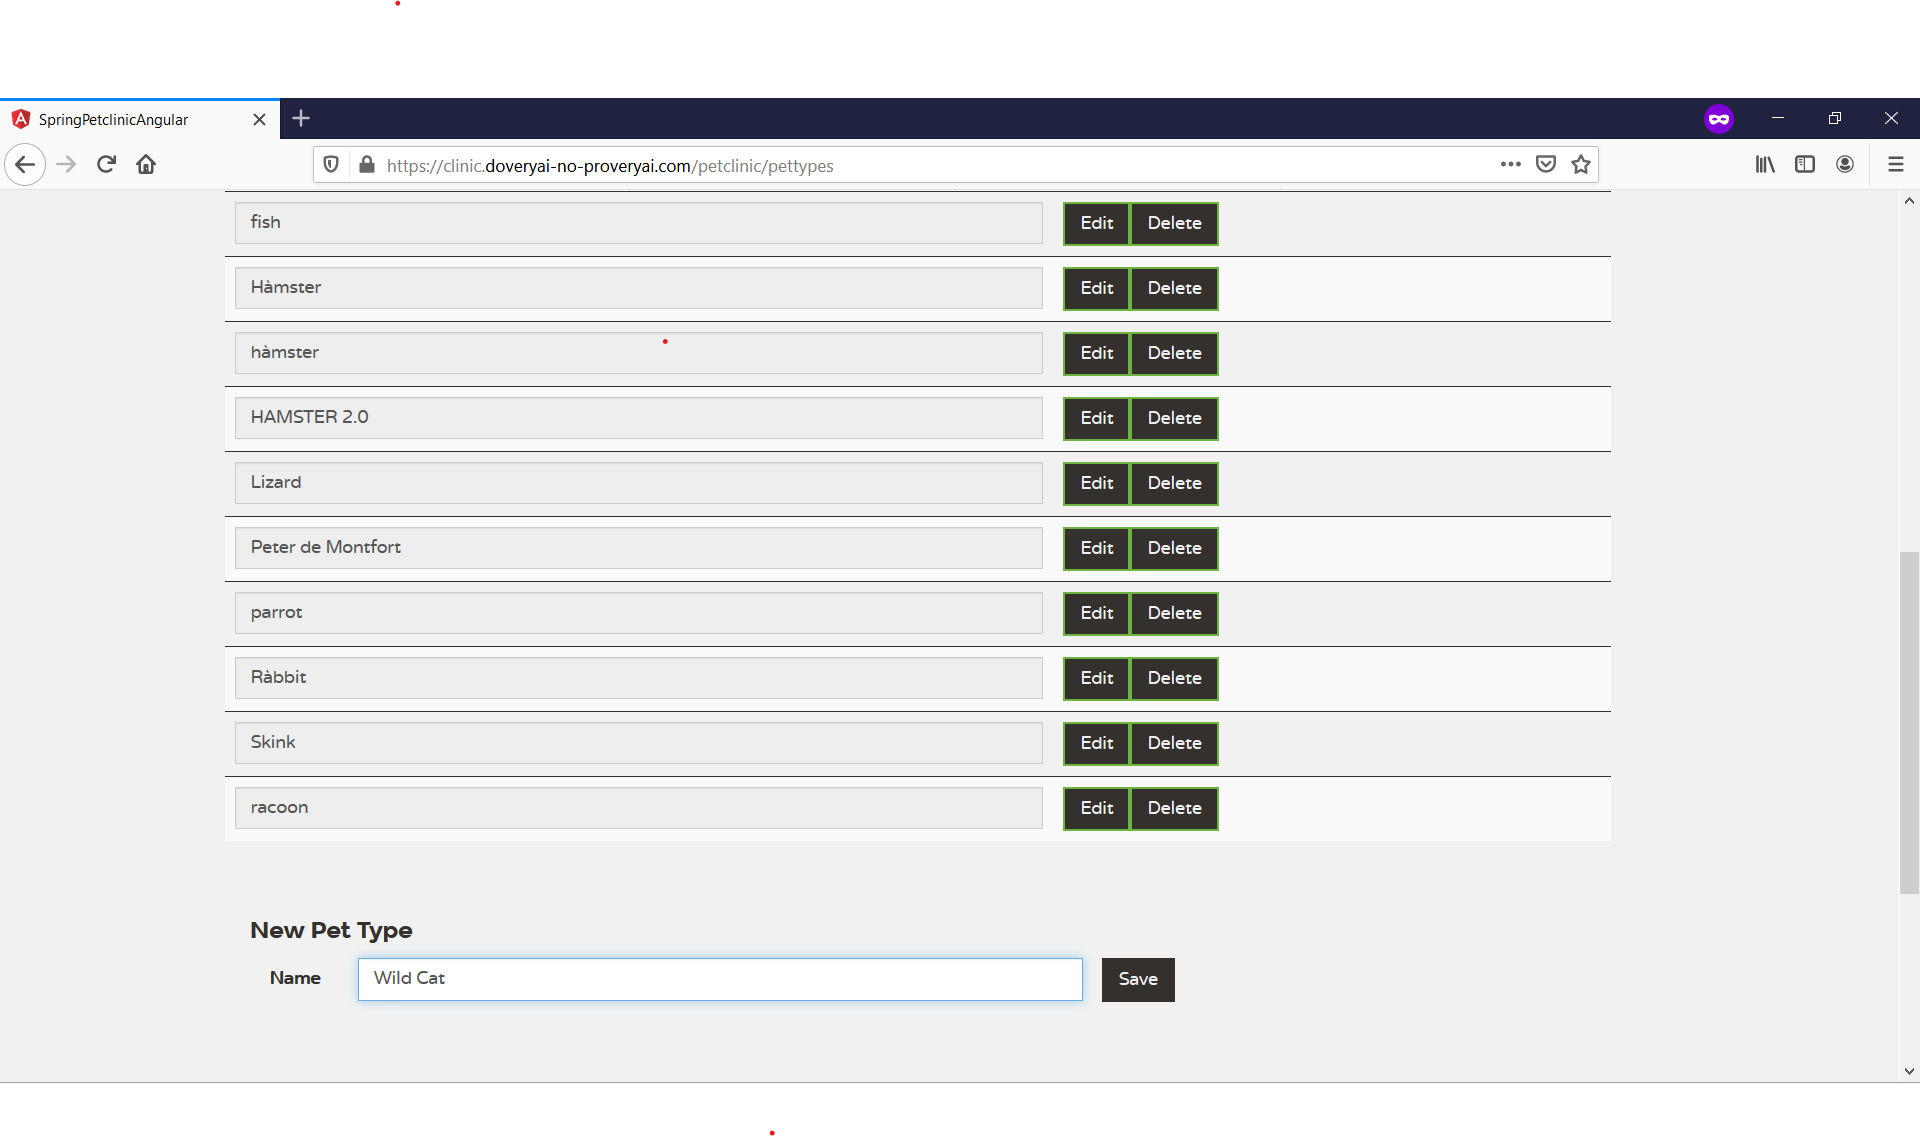 SpringPetclinicAngular
https://clinic.doveryai-no-proveryai.com/petclinic/pettypes
fish Edit Delete
Hàmster Edit Delete
hàmster Edit Delete
HAMSTER 2.0 Edit Delete
Lizard Edit Delete
Peter de Montfort Edit Delete
parrot Edit Delete
Ràbbit Edit Delete
Skink Edit Delete
racoon Edit Delete
New Pet Type
Name Wild Cat Save